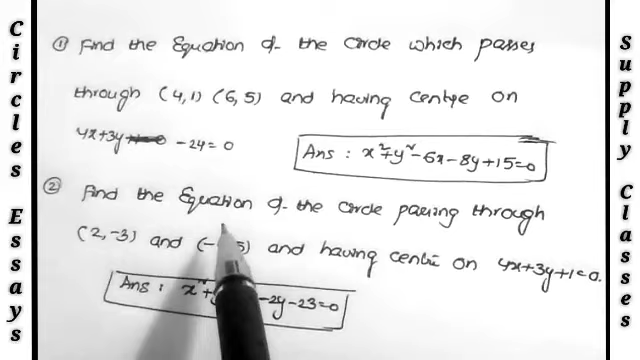 Circles Essays
① Find the Equation of the Circle which passes
through (4,1) (6,5) and having centre on
4x+3y -24=0
Ans : x²+y²-6x-8y+15=0
② Find the Equation of the Circle passing through
(2,-3) and (- 5) and having centre on 4x+3y+1=0.
Ans : x²+y -2y-23=0
Supply Classes